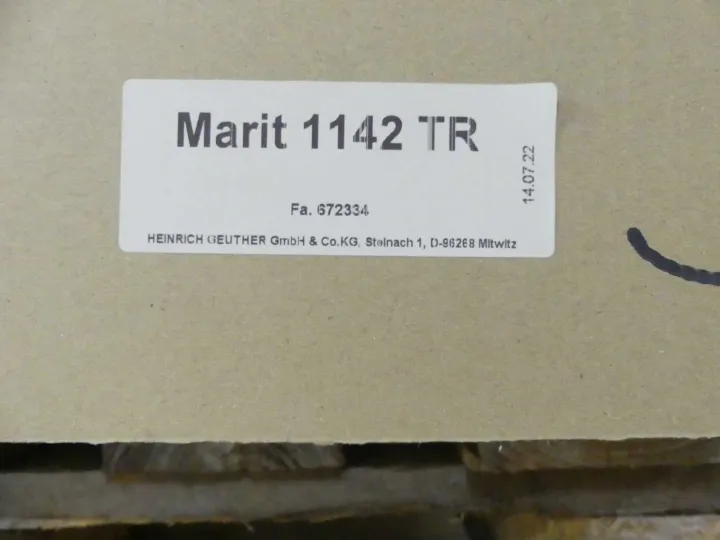 Marit 1142 TR
14.07.22
Fa. 672334
HEINRICH GEUTHER GmbH & Co.KG, Steinach 1, D-96268 Mitwitz